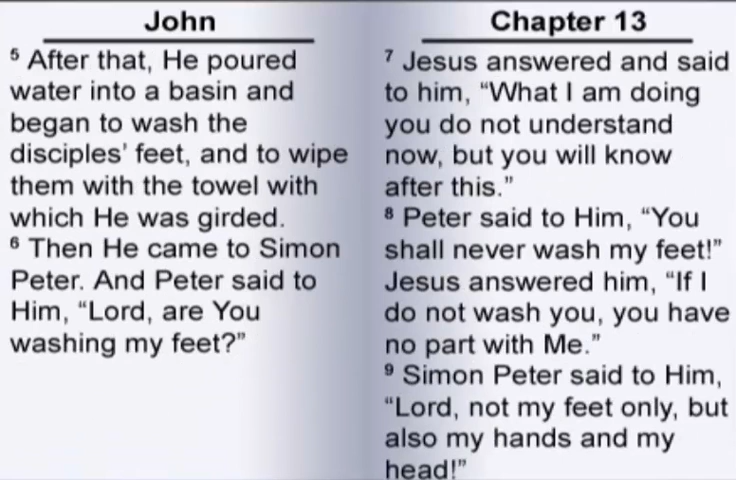 John
⁵ After that, He poured
water into a basin and
began to wash the
disciples' feet, and to wipe
them with the towel with
which He was girded.
⁶ Then He came to Simon
Peter. And Peter said to
Him, “Lord, are You
washing my feet?”
Chapter 13
⁷ Jesus answered and said
to him, “What I am doing
you do not understand
now, but you will know
after this.”
⁸ Peter said to Him, “You
shall never wash my feet!”
Jesus answered him, “If I
do not wash you, you have
no part with Me.”
⁹ Simon Peter said to Him,
“Lord, not my feet only, but
also my hands and my
head!”